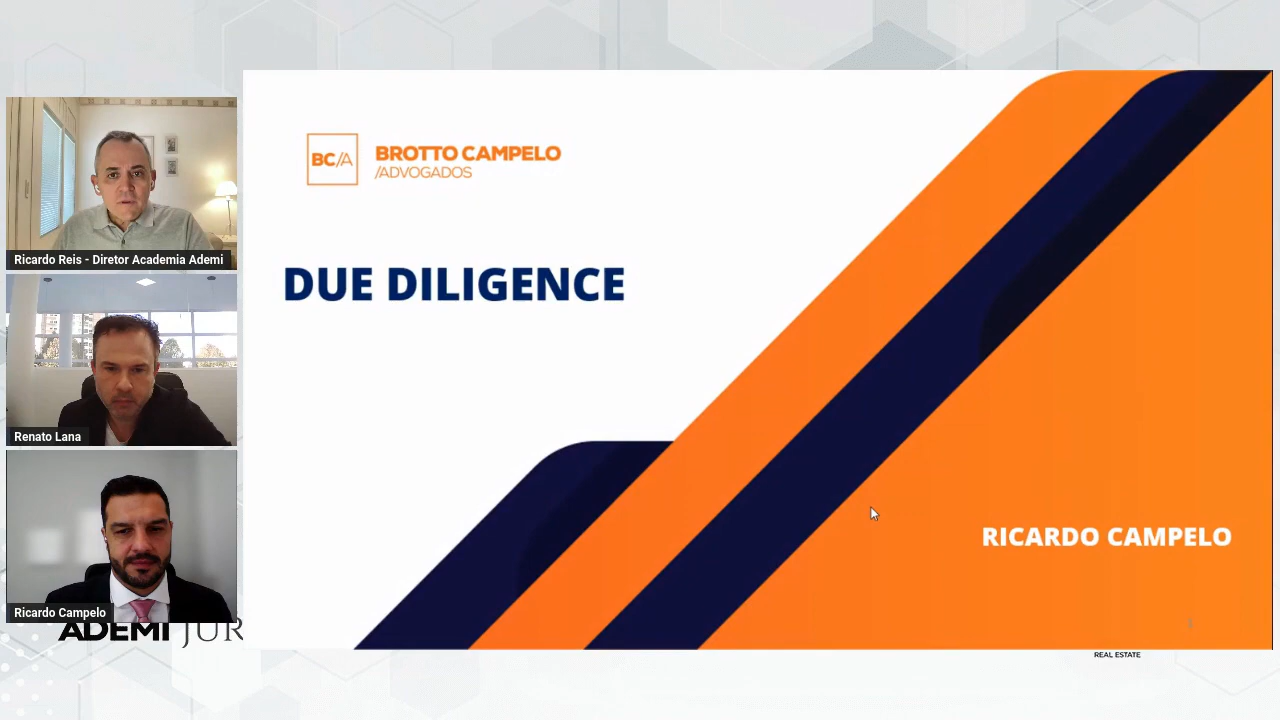 Ricardo Reis - Diretor Academia Ademi
Renato Lana
Ricardo Campelo
ADEMI JUR
BC/A
BROTTO CAMPELO
/ADVOGADOS
DUE DILIGENCE
RICARDO CAMPELO
1
REAL ESTATE